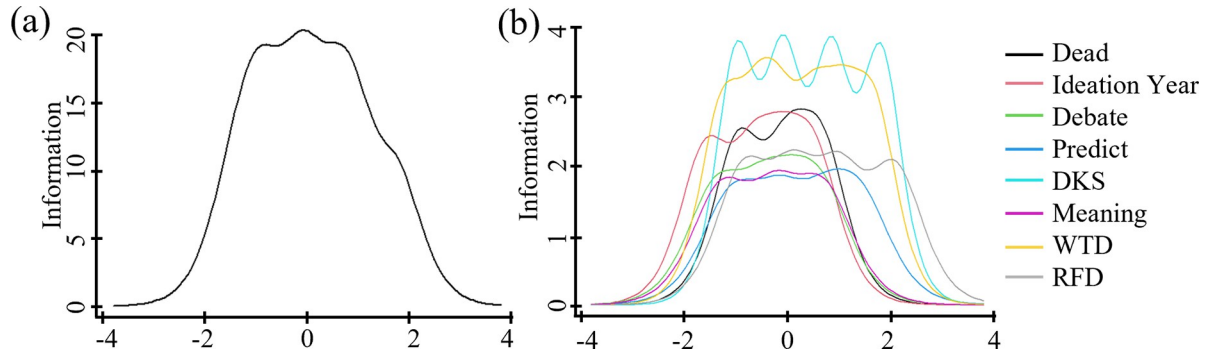 (a)
Information
20
15
10
5
0
-4
-2
0
2
4
(b)
Information
4
3
2
1
0
-4
-2
0
2
4
Dead
Ideation Year
Debate
Predict
DKS
Meaning
WTD
RFD